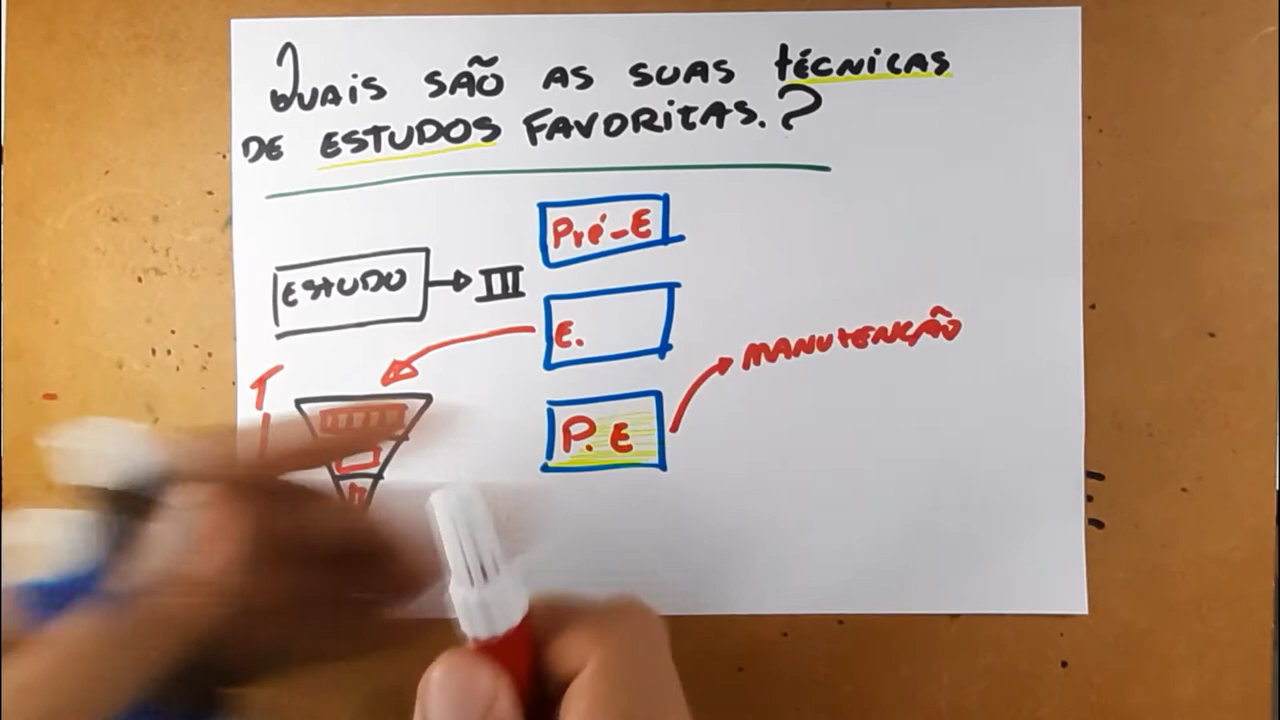 Quais são as suas técnicas
de estudos favoritas.?
Pré-E
ESTUDO → III
E.
MANUTENÇÃO
T
P. E